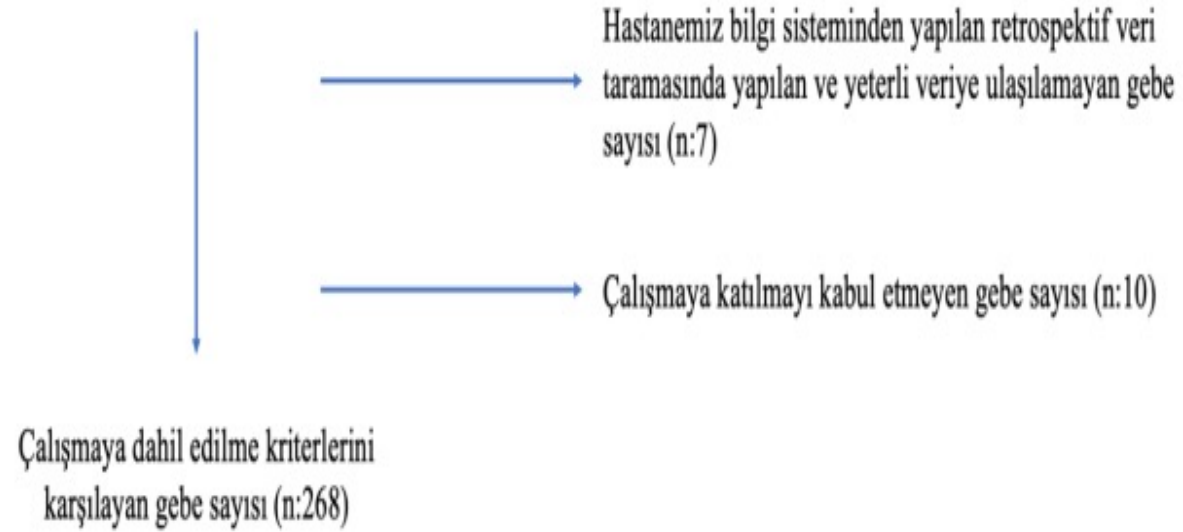 Hastanemiz bilgi sisteminden yapılan retrospektif veri
taramasında yapılan ve yeterli veriye ulaşılamayan gebe
sayısı (n:7)
Çalışmaya katılmayı kabul etmeyen gebe sayısı (n:10)
Çalışmaya dahil edilme kriterlerini
karşılayan gebe sayısı (n:268)